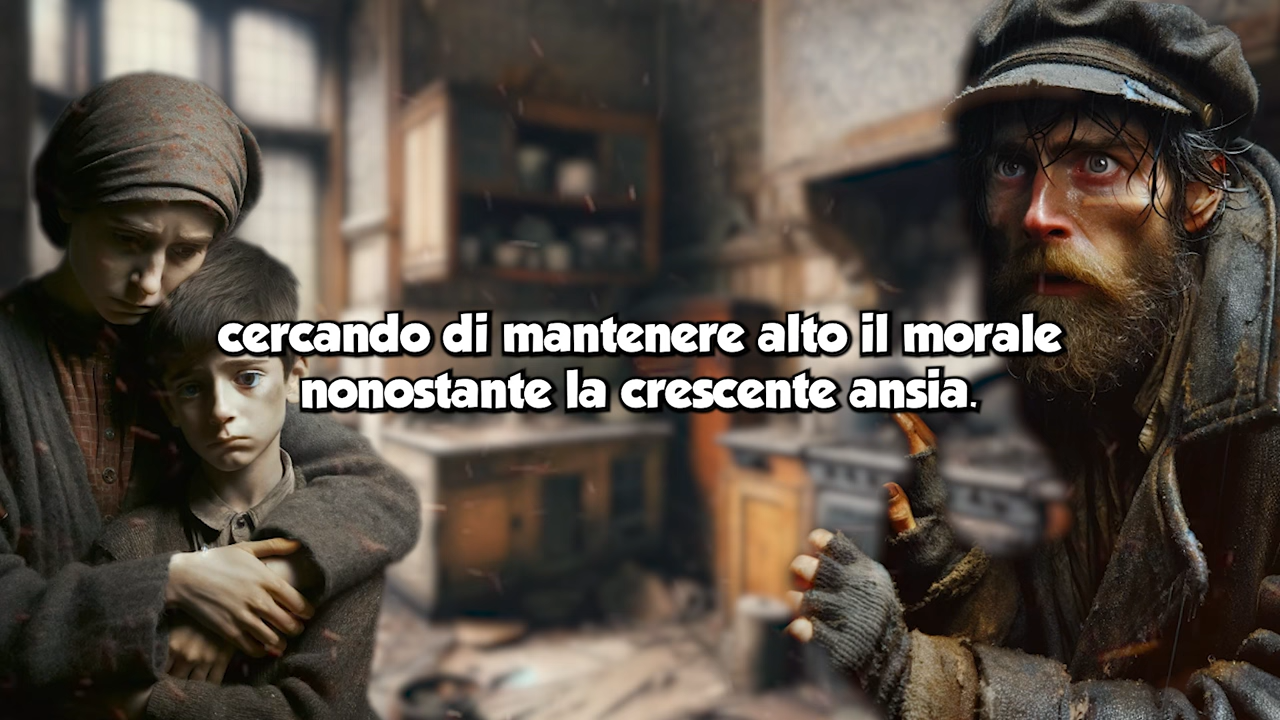 cercando di mantenere alto il morale
nonostante la crescente ansia.